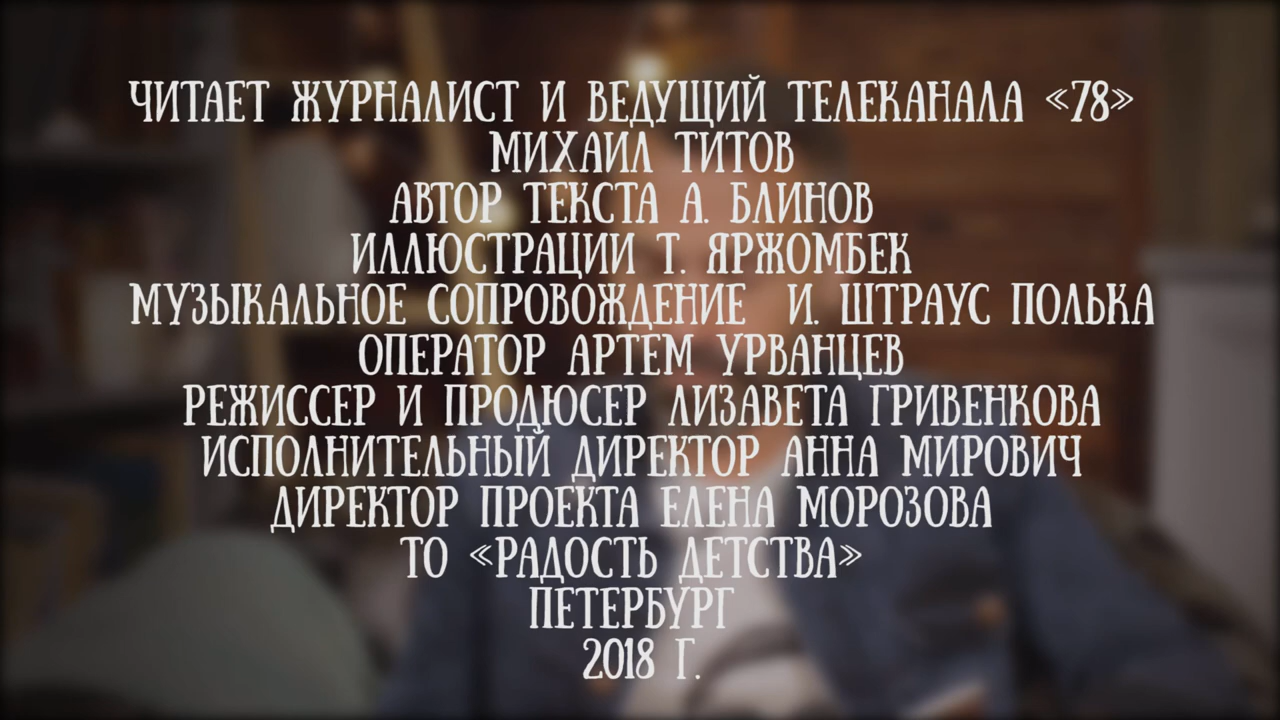 ЧИТАЕТ ЖУРНАЛИСТ И ВЕДУЩИЙ ТЕЛЕКАНАЛА «78»
МИХАИЛ ТИТОВ
АВТОР ТЕКСТА А. БЛИНОВ
ИЛЛЮСТРАЦИИ Т. ЯРЖОМБЕК
МУЗЫКАЛЬНОЕ СОПРОВОЖДЕНИЕ И. ШТРАУС ПОЛЬКА
ОПЕРАТОР АРТЕМ УРВАНЦЕВ
РЕЖИССЕР И ПРОДЮСЕР ЛИЗАВЕТА ГРИВЕНКОВА
ИСПОЛНИТЕЛЬНЫЙ ДИРЕКТОР АННА МИРОВИЧ
ДИРЕКТОР ПРОЕКТА ЕЛЕНА МОРОЗОВА
ТО «РАДОСТЬ ДЕТСТВА»
ПЕТЕРБУРГ
2018 Г.